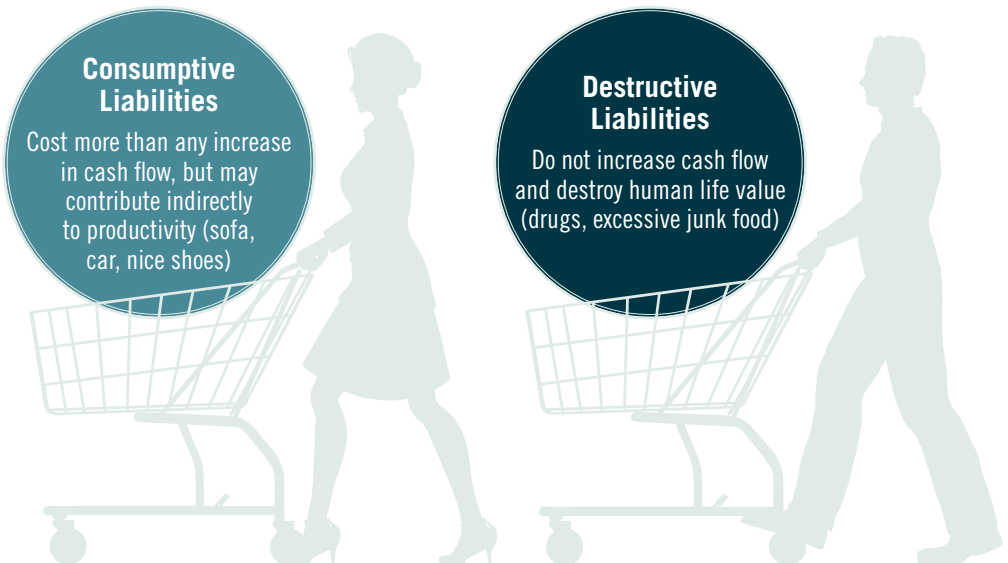 Consumptive
Liabilities
Cost more than any increase
in cash flow, but may
contribute indirectly
to productivity (sofa,
car, nice shoes)
Destructive
Liabilities
Do not increase cash flow
and destroy human life value
(drugs, excessive junk food)